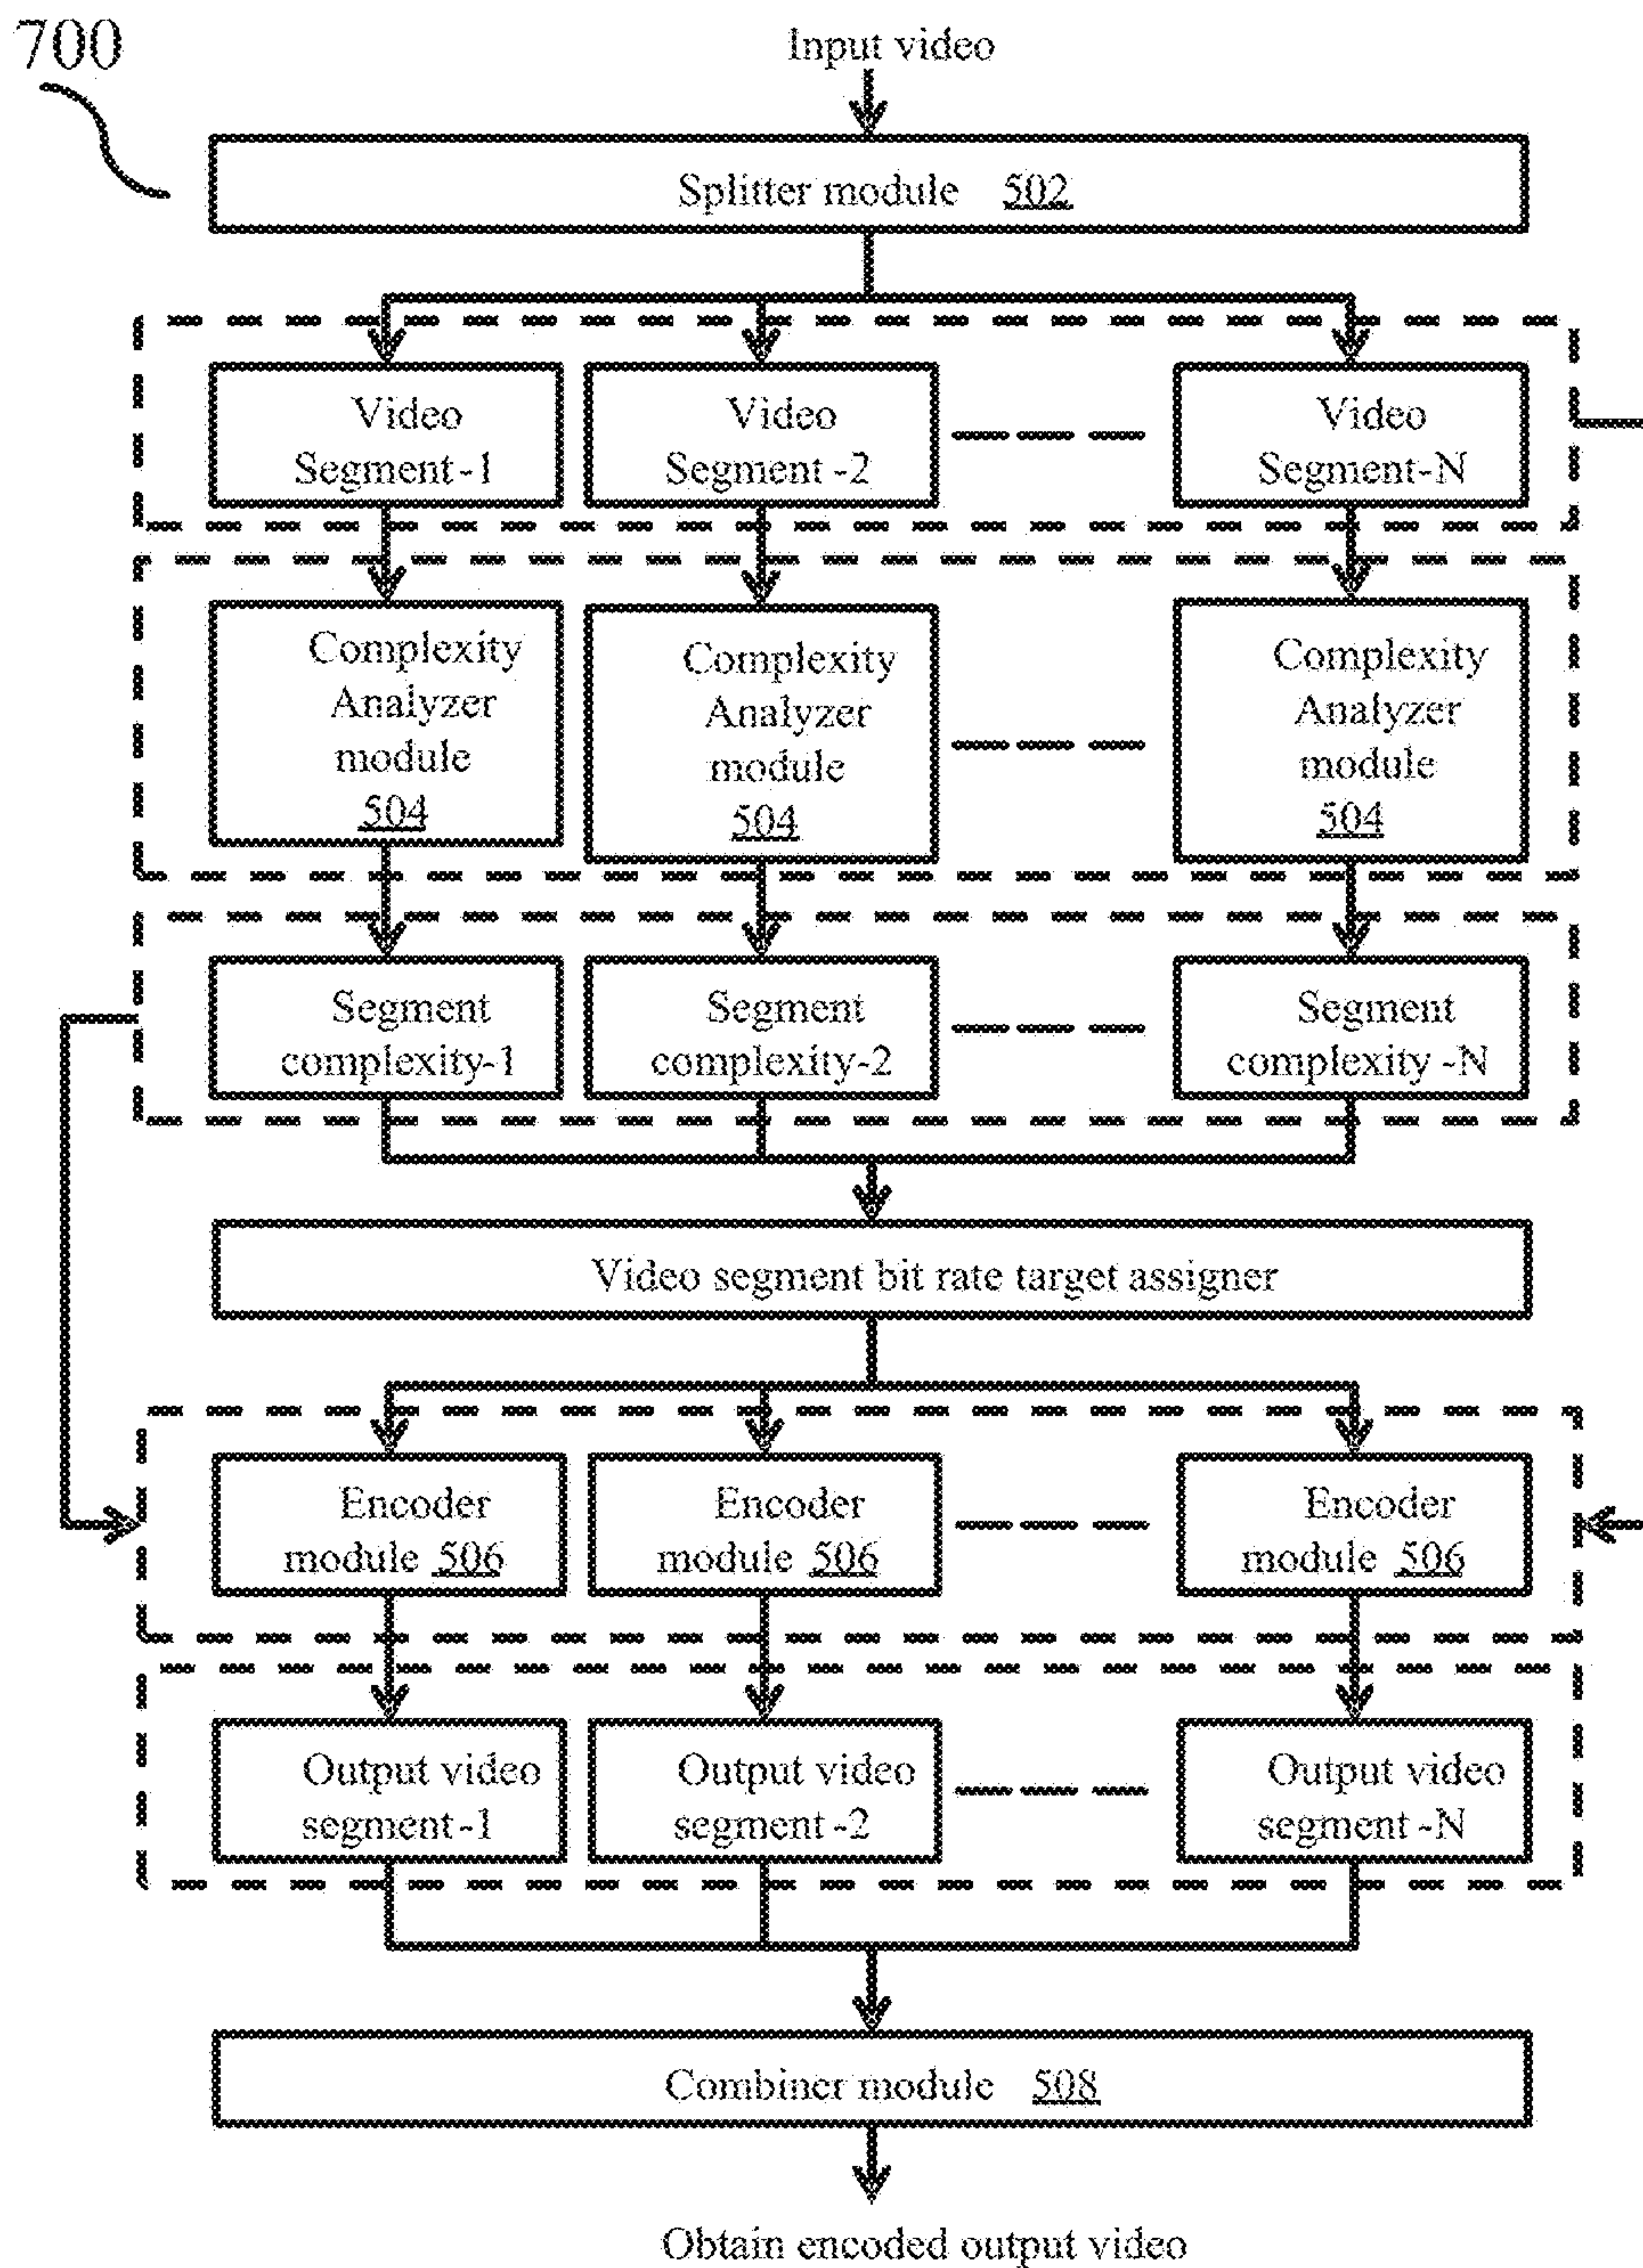 700
Input video
Splitter module 502
Video
Segment-1
Video
Segment-2
Video
Segment-N
Complexity
Analyzer
module
504
Complexity
Analyzer
module
504
Complexity
Analyzer
module
504
Segment
complexity-1
Segment
complexity-2
Segment
complexity-N
Video segment bit rate target assigner
Encoder
module 506
Encoder
module 506
Encoder
module 506
Output video
segment-1
Output video
segment-2
Output video
segment-N
Combiner module 508
Obtain encoded output video